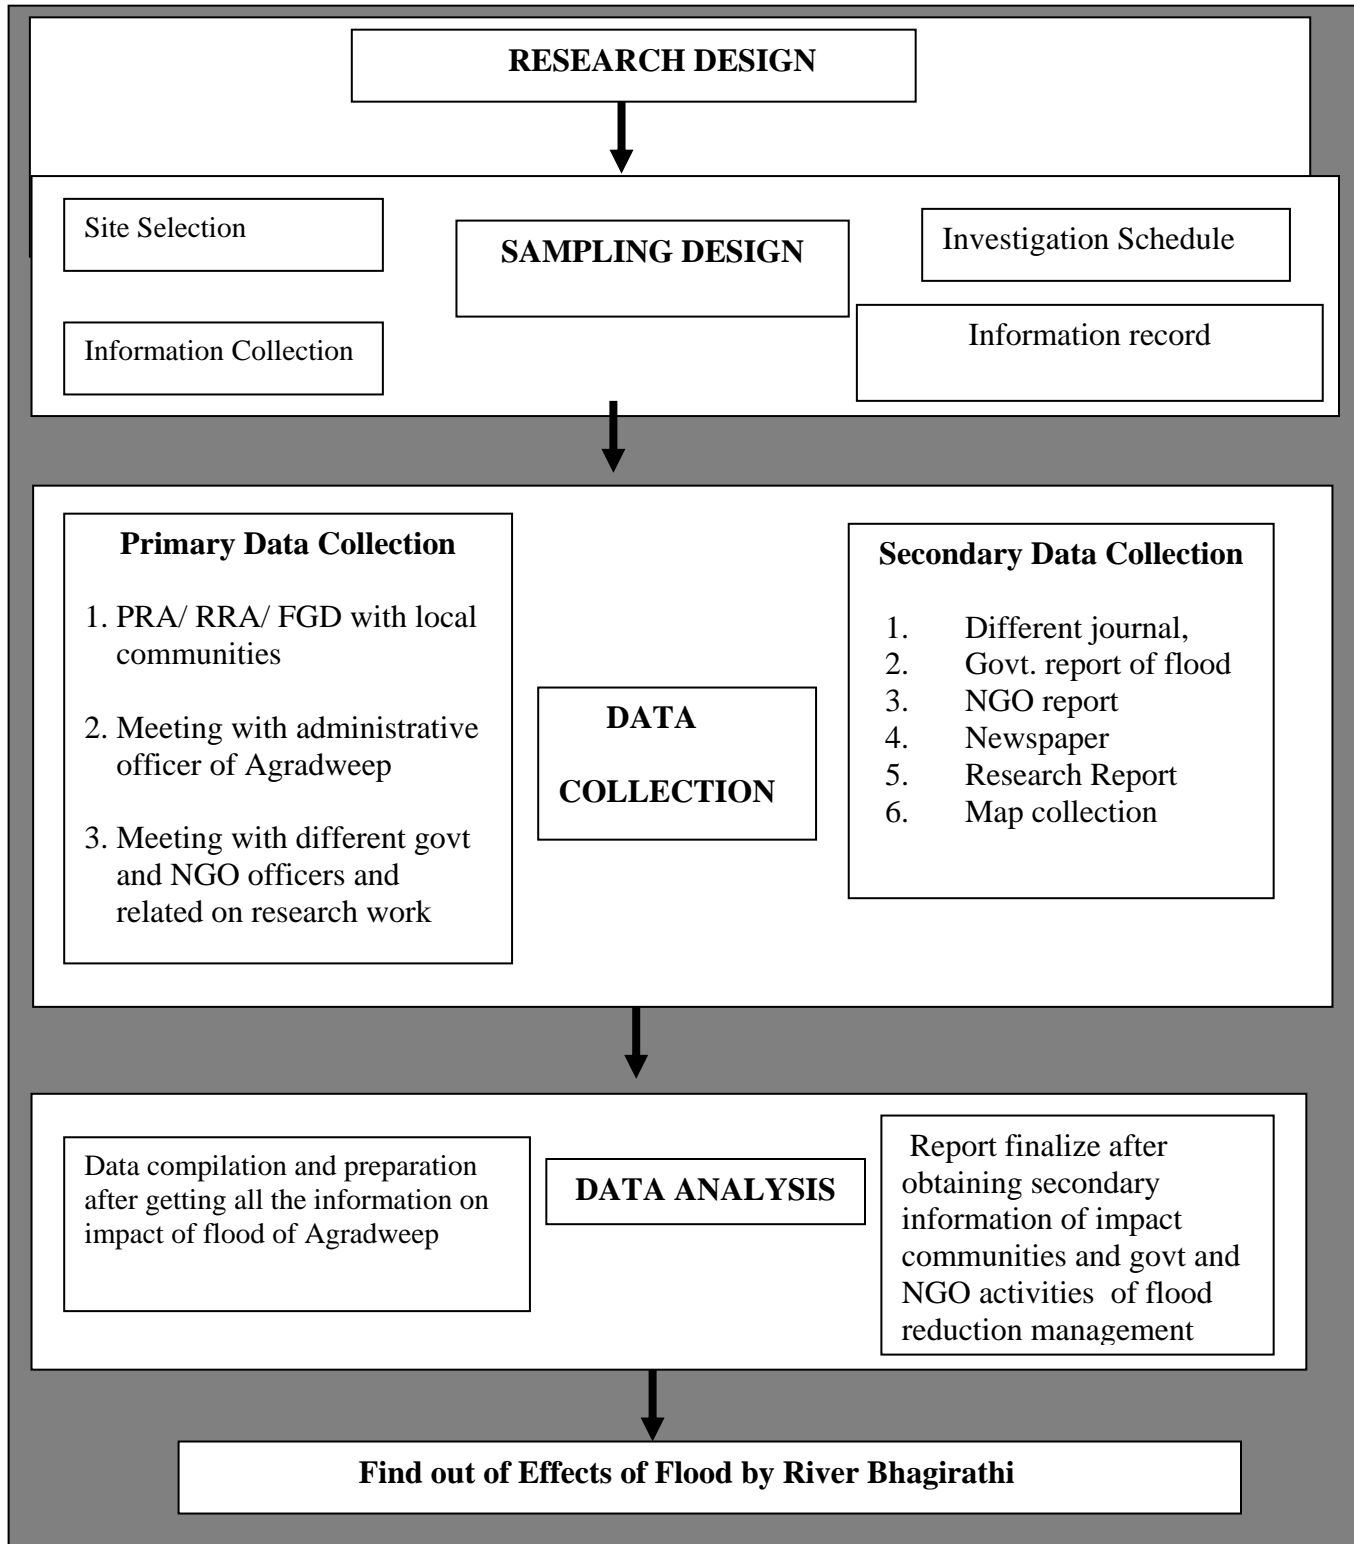 RESEARCH DESIGN
Site Selection
SAMPLING DESIGN
Investigation Schedule
Information Collection
Information record
Primary Data Collection
1. PRA/ RRA/ FGD with local
communities
2. Meeting with administrative
officer of Agradweep
3. Meeting with different govt
and NGO officers and
related on research work
DATA
COLLECTION
Secondary Data Collection
1. Different journal,
2. Govt. report of flood
3. NGO report
4. Newspaper
5. Research Report
6. Map collection
Data compilation and preparation
after getting all the information on
impact of flood of Agradweep
DATA ANALYSIS
Report finalize after
obtaining secondary
information of impact
communities and govt and
NGO activities of flood
reduction management
Find out of Effects of Flood by River Bhagirathi